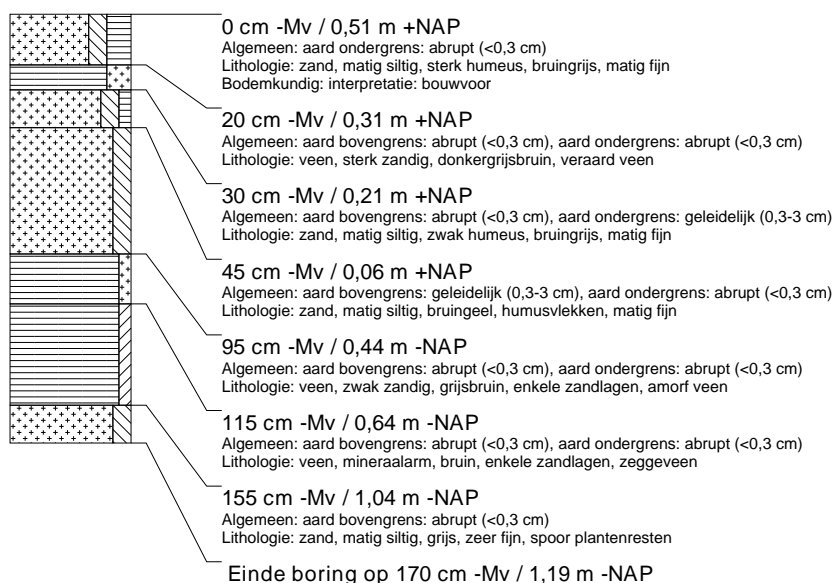 0 cm -Mv / 0,51 m +NAP
Algemeen: aard ondergrens: abrupt (<0,3 cm)
Lithologie: zand, matig siltig, sterk humeus, bruingrijs, matig fijn
Bodemkundig: interpretatie: bouwvoor
20 cm -Mv / 0,31 m +NAP
Algemeen: aard bovengrens: abrupt (<0,3 cm), aard ondergrens: abrupt (<0,3 cm)
Lithologie: veen, sterk zandig, donkergrijsbruin, veraard veen
30 cm -Mv / 0,21 m +NAP
Algemeen: aard bovengrens: abrupt (<0,3 cm), aard ondergrens: geleidelijk (0,3-3 cm)
Lithologie: zand, matig siltig, zwak humeus, bruingrijs, matig fijn
45 cm -Mv / 0,06 m +NAP
Algemeen: aard bovengrens: geleidelijk (0,3-3 cm), aard ondergrens: abrupt (<0,3 cm)
Lithologie: zand, matig siltig, bruingeel, humusvlekken, matig fijn
95 cm -Mv / 0,44 m -NAP
Algemeen: aard bovengrens: abrupt (<0,3 cm), aard ondergrens: abrupt (<0,3 cm)
Lithologie: veen, zwak zandig, grijsbruin, enkele zandlagen, amorf veen
115 cm -Mv / 0,64 m -NAP
Algemeen: aard bovengrens: abrupt (<0,3 cm), aard ondergrens: abrupt (<0,3 cm)
Lithologie: veen, mineraalarm, bruin, enkele zandlagen, zeggeveen
155 cm -Mv / 1,04 m -NAP
Algemeen: aard bovengrens: abrupt (<0,3 cm)
Lithologie: zand, matig siltig, grijs, zeer fijn, spoor plantenresten
Einde boring op 170 cm -Mv / 1,19 m -NAP